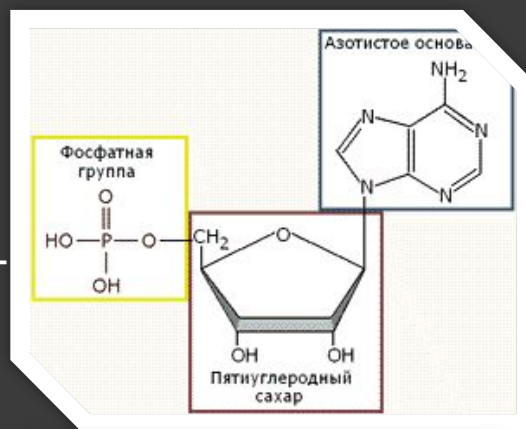 Азотистое основа
NH₂
N
N
N
N
Фосфатная
группа
O
HO P O CH₂ O
OH
OH OH
Пятиуглеродный
сахар